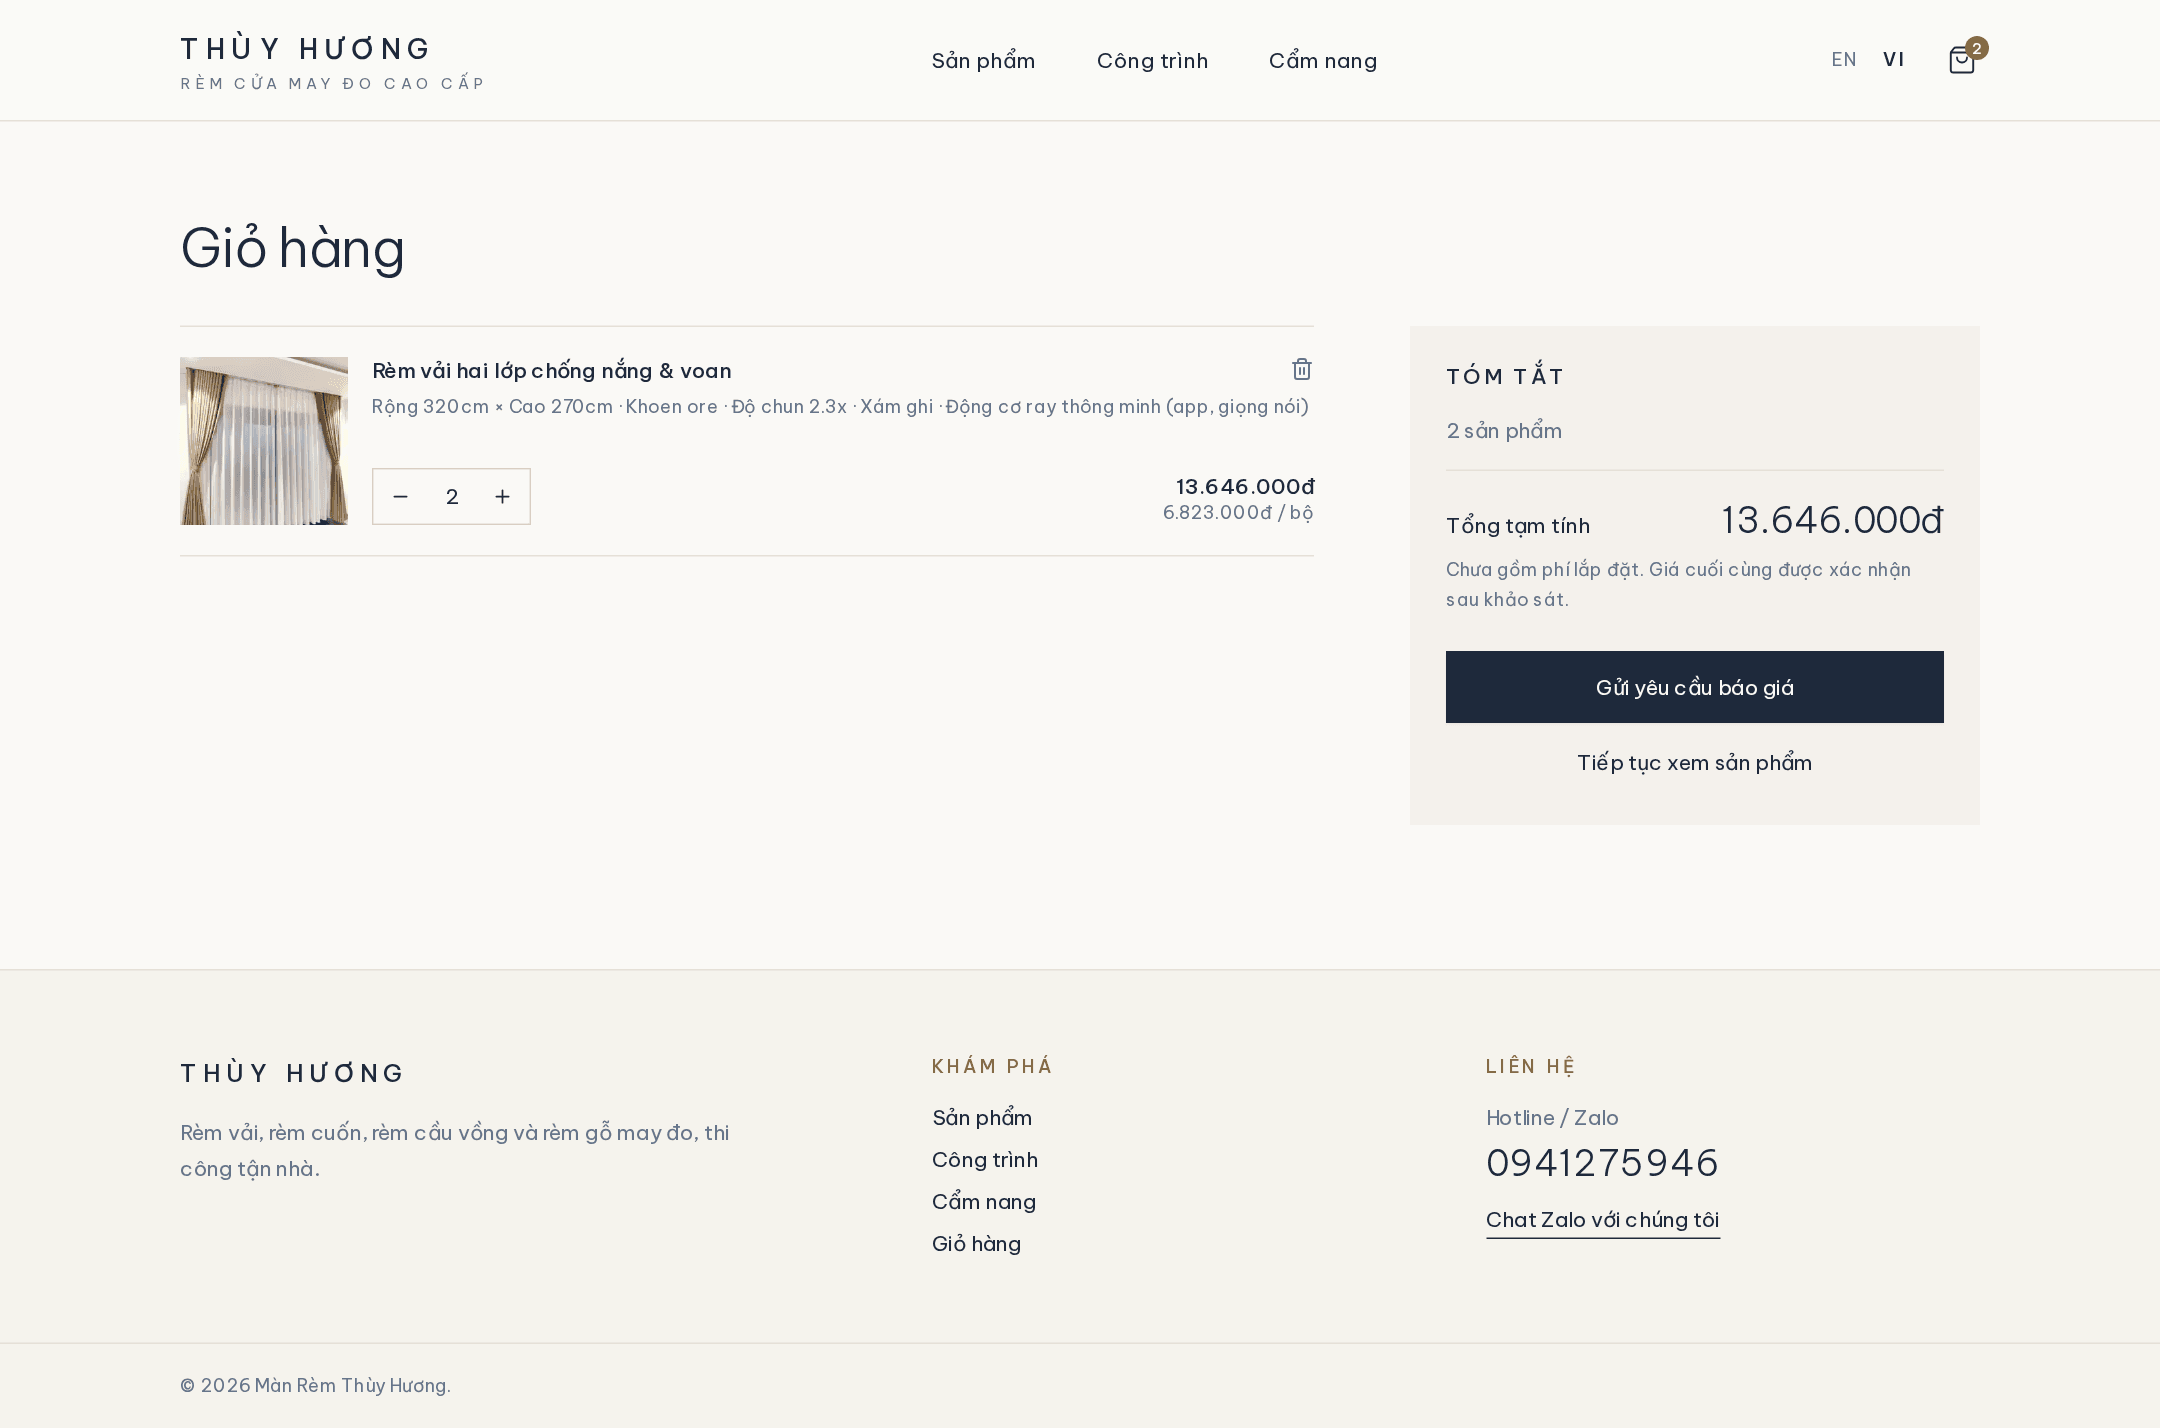 THÙY HƯƠNG
RÈM CỬA MAY ĐO CAO CẤP
Sản phẩm
Công trình
Cẩm nang
EN
VI
2
Giỏ hàng
Rèm vải hai lớp chống nắng & voan
Rộng 320cm × Cao 270cm · Khoen ore · Độ chun 2.3x · Xám ghi · Động cơ ray thông minh (app, giọng nói)
2
13.646.000đ
6.823.000đ / bộ
TÓM TẮT
2 sản phẩm
Tổng tạm tính
13.646.000đ
Chưa gồm phí lắp đặt. Giá cuối cùng được xác nhận
sau khảo sát.
Gửi yêu cầu báo giá
Tiếp tục xem sản phẩm
THÙY HƯƠNG
Rèm vải, rèm cuốn, rèm cầu vồng và rèm gỗ may đo, thi
công tận nhà.
KHÁM PHÁ
Sản phẩm
Công trình
Cẩm nang
Giỏ hàng
LIÊN HỆ
Hotline / Zalo
0941275946
Chat Zalo với chúng tôi
© 2026 Màn Rèm Thùy Hương.